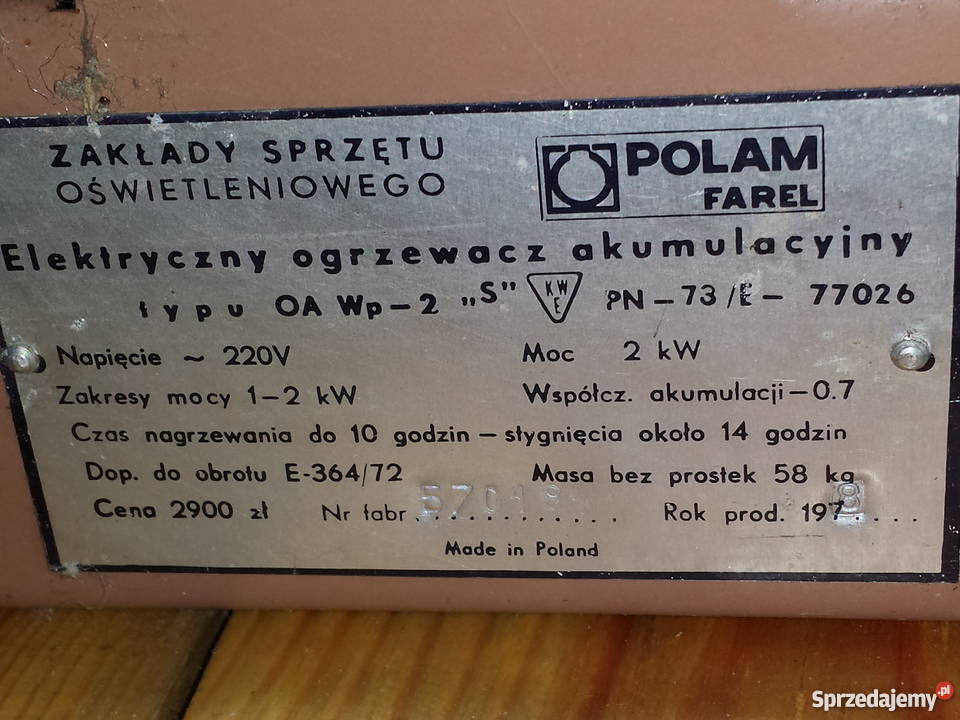 ZAKŁADY SPRZĘTU
OŚWIETLENIOWEGO
POLAM
FAREL
Elektryczny ogrzewacz akumulacyjny
typu OA Wp-2 „S" KWE PN-73/E-77026
Napięcie ~ 220V Moc 2 kW
Zakresy mocy 1-2 kW Współcz. akumulacji-0.7
Czas nagrzewania do 10 godzin-stygnięcia około 14 godzin
Dop. do obrotu E-364/72 Masa bez prostek 58 kg
Cena 2900 zł Nr fabr. 57019 Rok prod. 1978....
Made in Poland
Sprzedajemy.pl